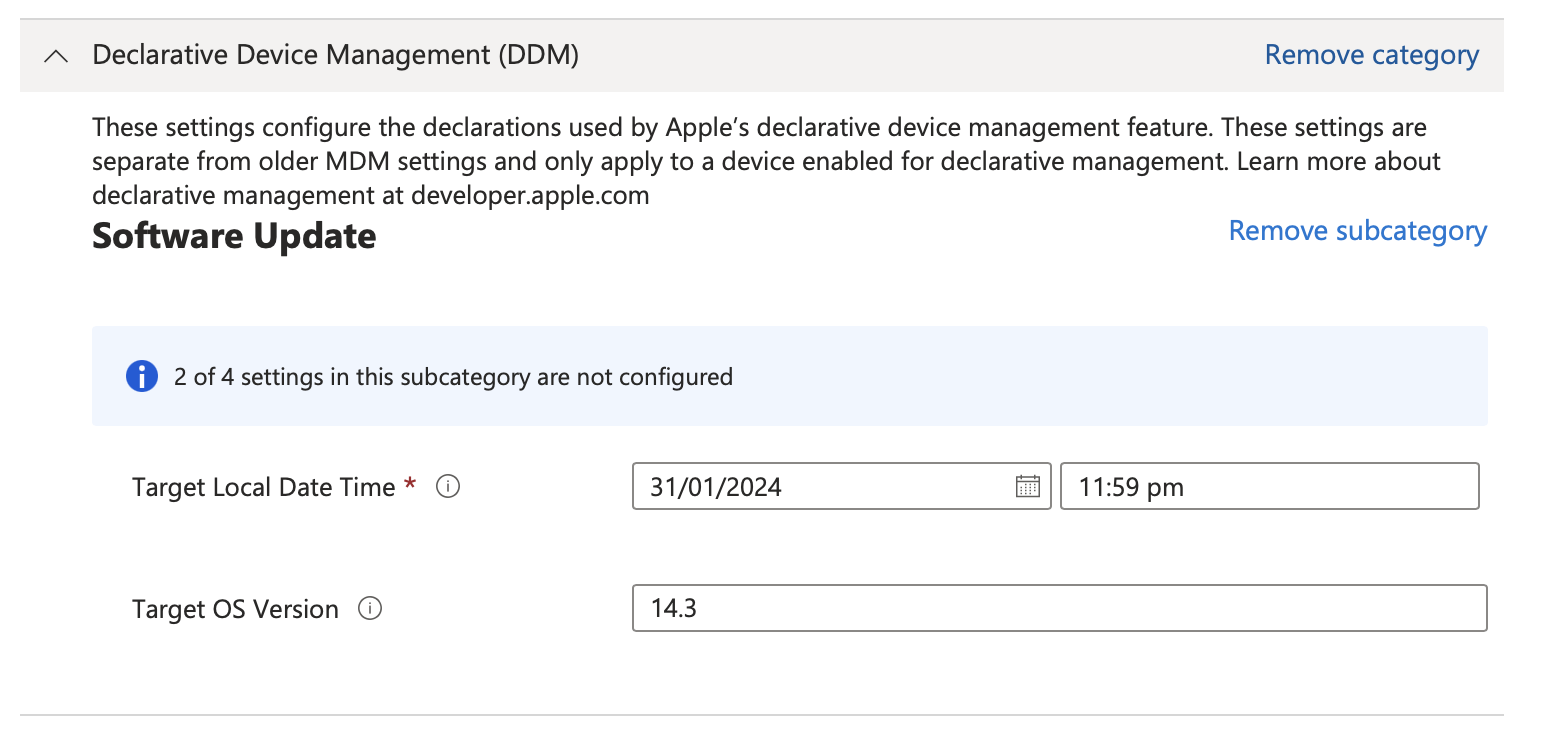 Declarative Device Management (DDM)
Remove category
These settings configure the declarations used by Apple’s declarative device management feature. These settings are
separate from older MDM settings and only apply to a device enabled for declarative management. Learn more about
declarative management at developer.apple.com
Software Update
Remove subcategory
2 of 4 settings in this subcategory are not configured
Target Local Date Time *
31/01/2024
11:59 pm
Target OS Version
14.3